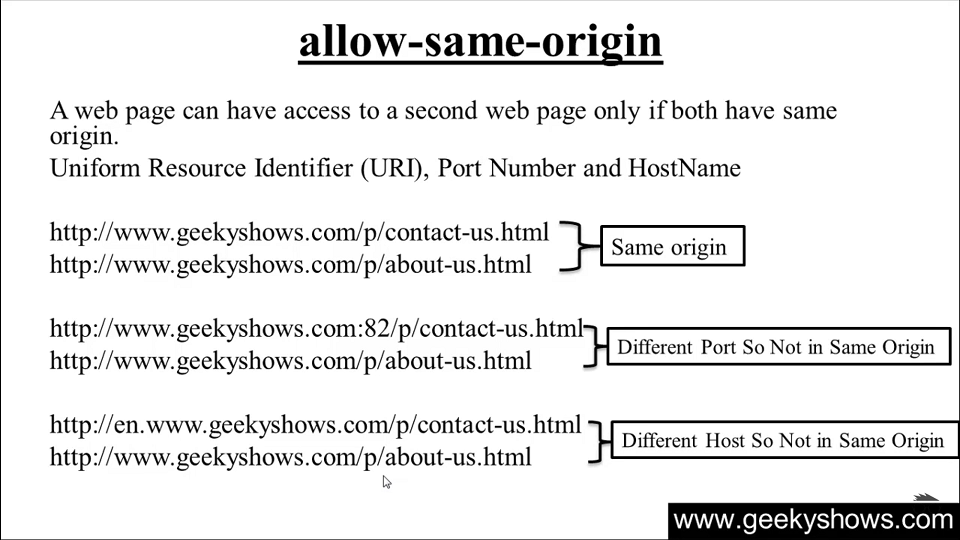 allow-same-origin
A web page can have access to a second web page only if both have same
origin.
Uniform Resource Identifier (URI), Port Number and HostName
http://www.geekyshows.com/p/contact-us.html
http://www.geekyshows.com/p/about-us.html
Same origin
http://www.geekyshows.com:82/p/contact-us.html
http://www.geekyshows.com/p/about-us.html
Different Port So Not in Same Origin
http://en.www.geekyshows.com/p/contact-us.html
http://www.geekyshows.com/p/about-us.html
Different Host So Not in Same Origin
www.geekyshows.com